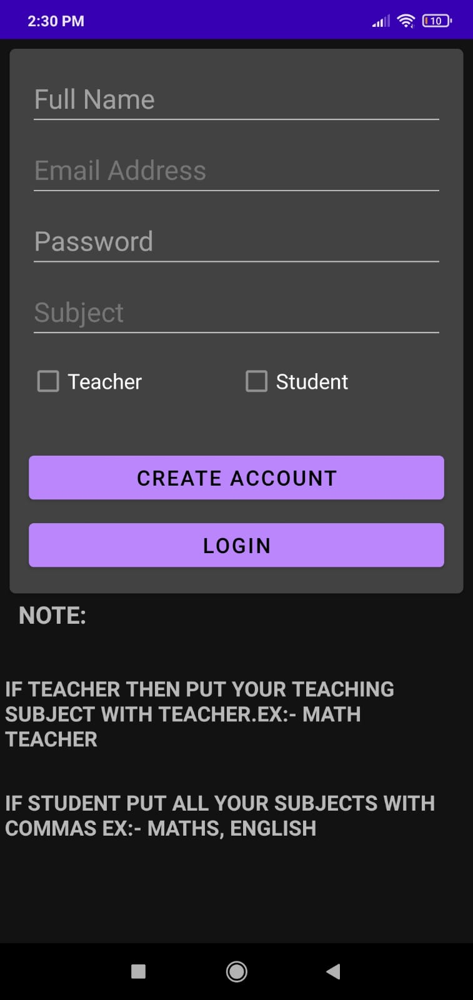 2:30 PM
10
Full Name
Email Address
Password
Subject
Teacher
Student
CREATE ACCOUNT
LOGIN
NOTE:
IF TEACHER THEN PUT YOUR TEACHING
SUBJECT WITH TEACHER.EX:- MATH
TEACHER
IF STUDENT PUT ALL YOUR SUBJECTS WITH
COMMAS EX:- MATHS, ENGLISH